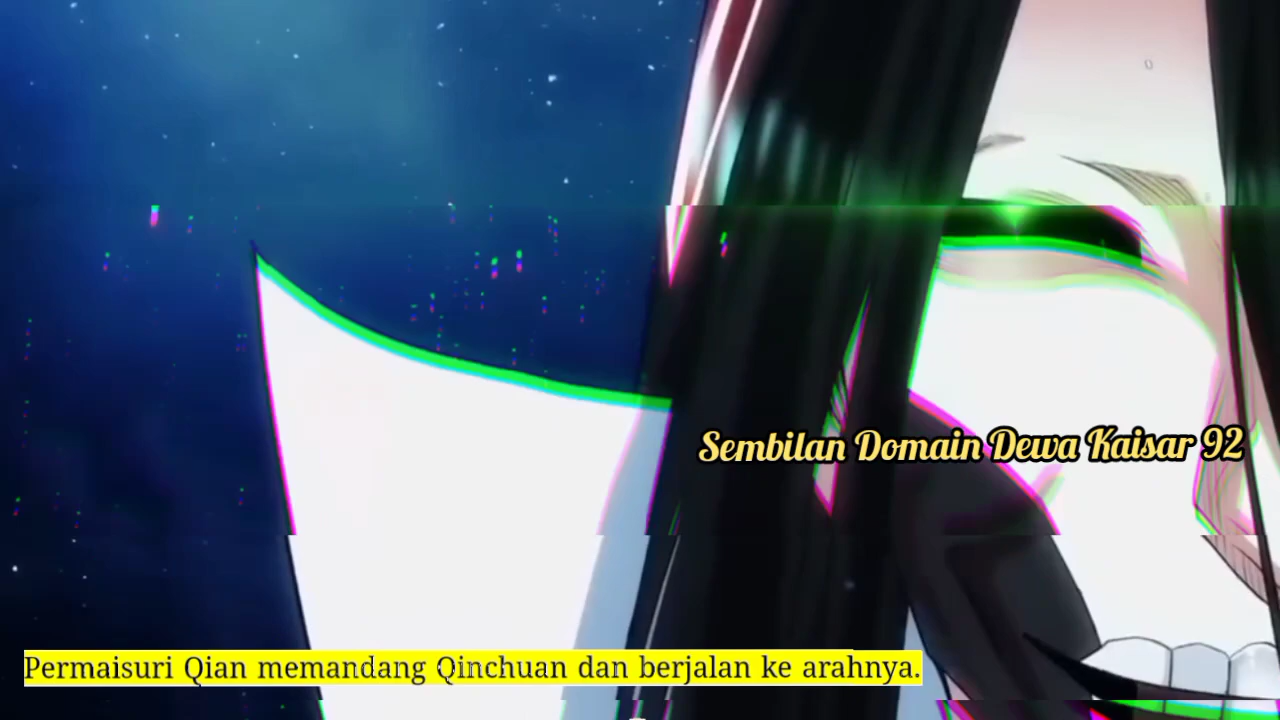 Sembilan Domain Dewa Kaisar 92
Permaisuri Qian memandang Qinchuan dan berjalan ke arahnya.